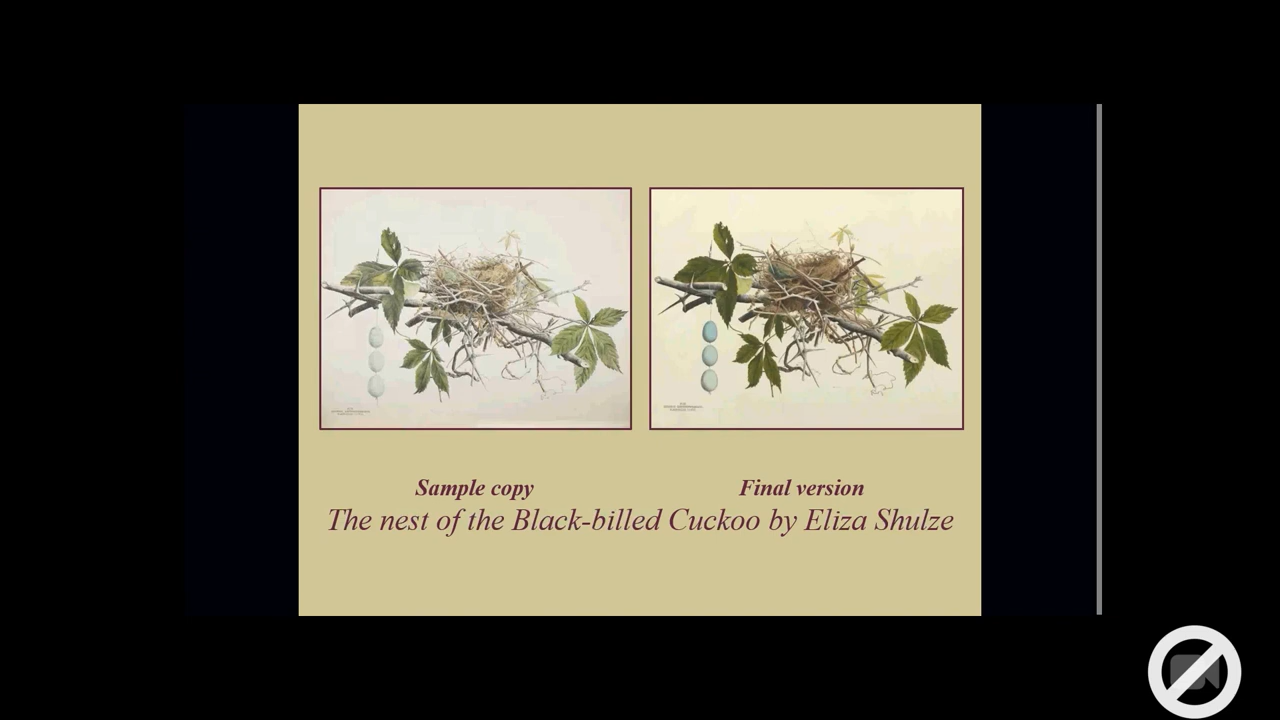 Sample copy
Final version
The nest of the Black-billed Cuckoo by Eliza Shulze